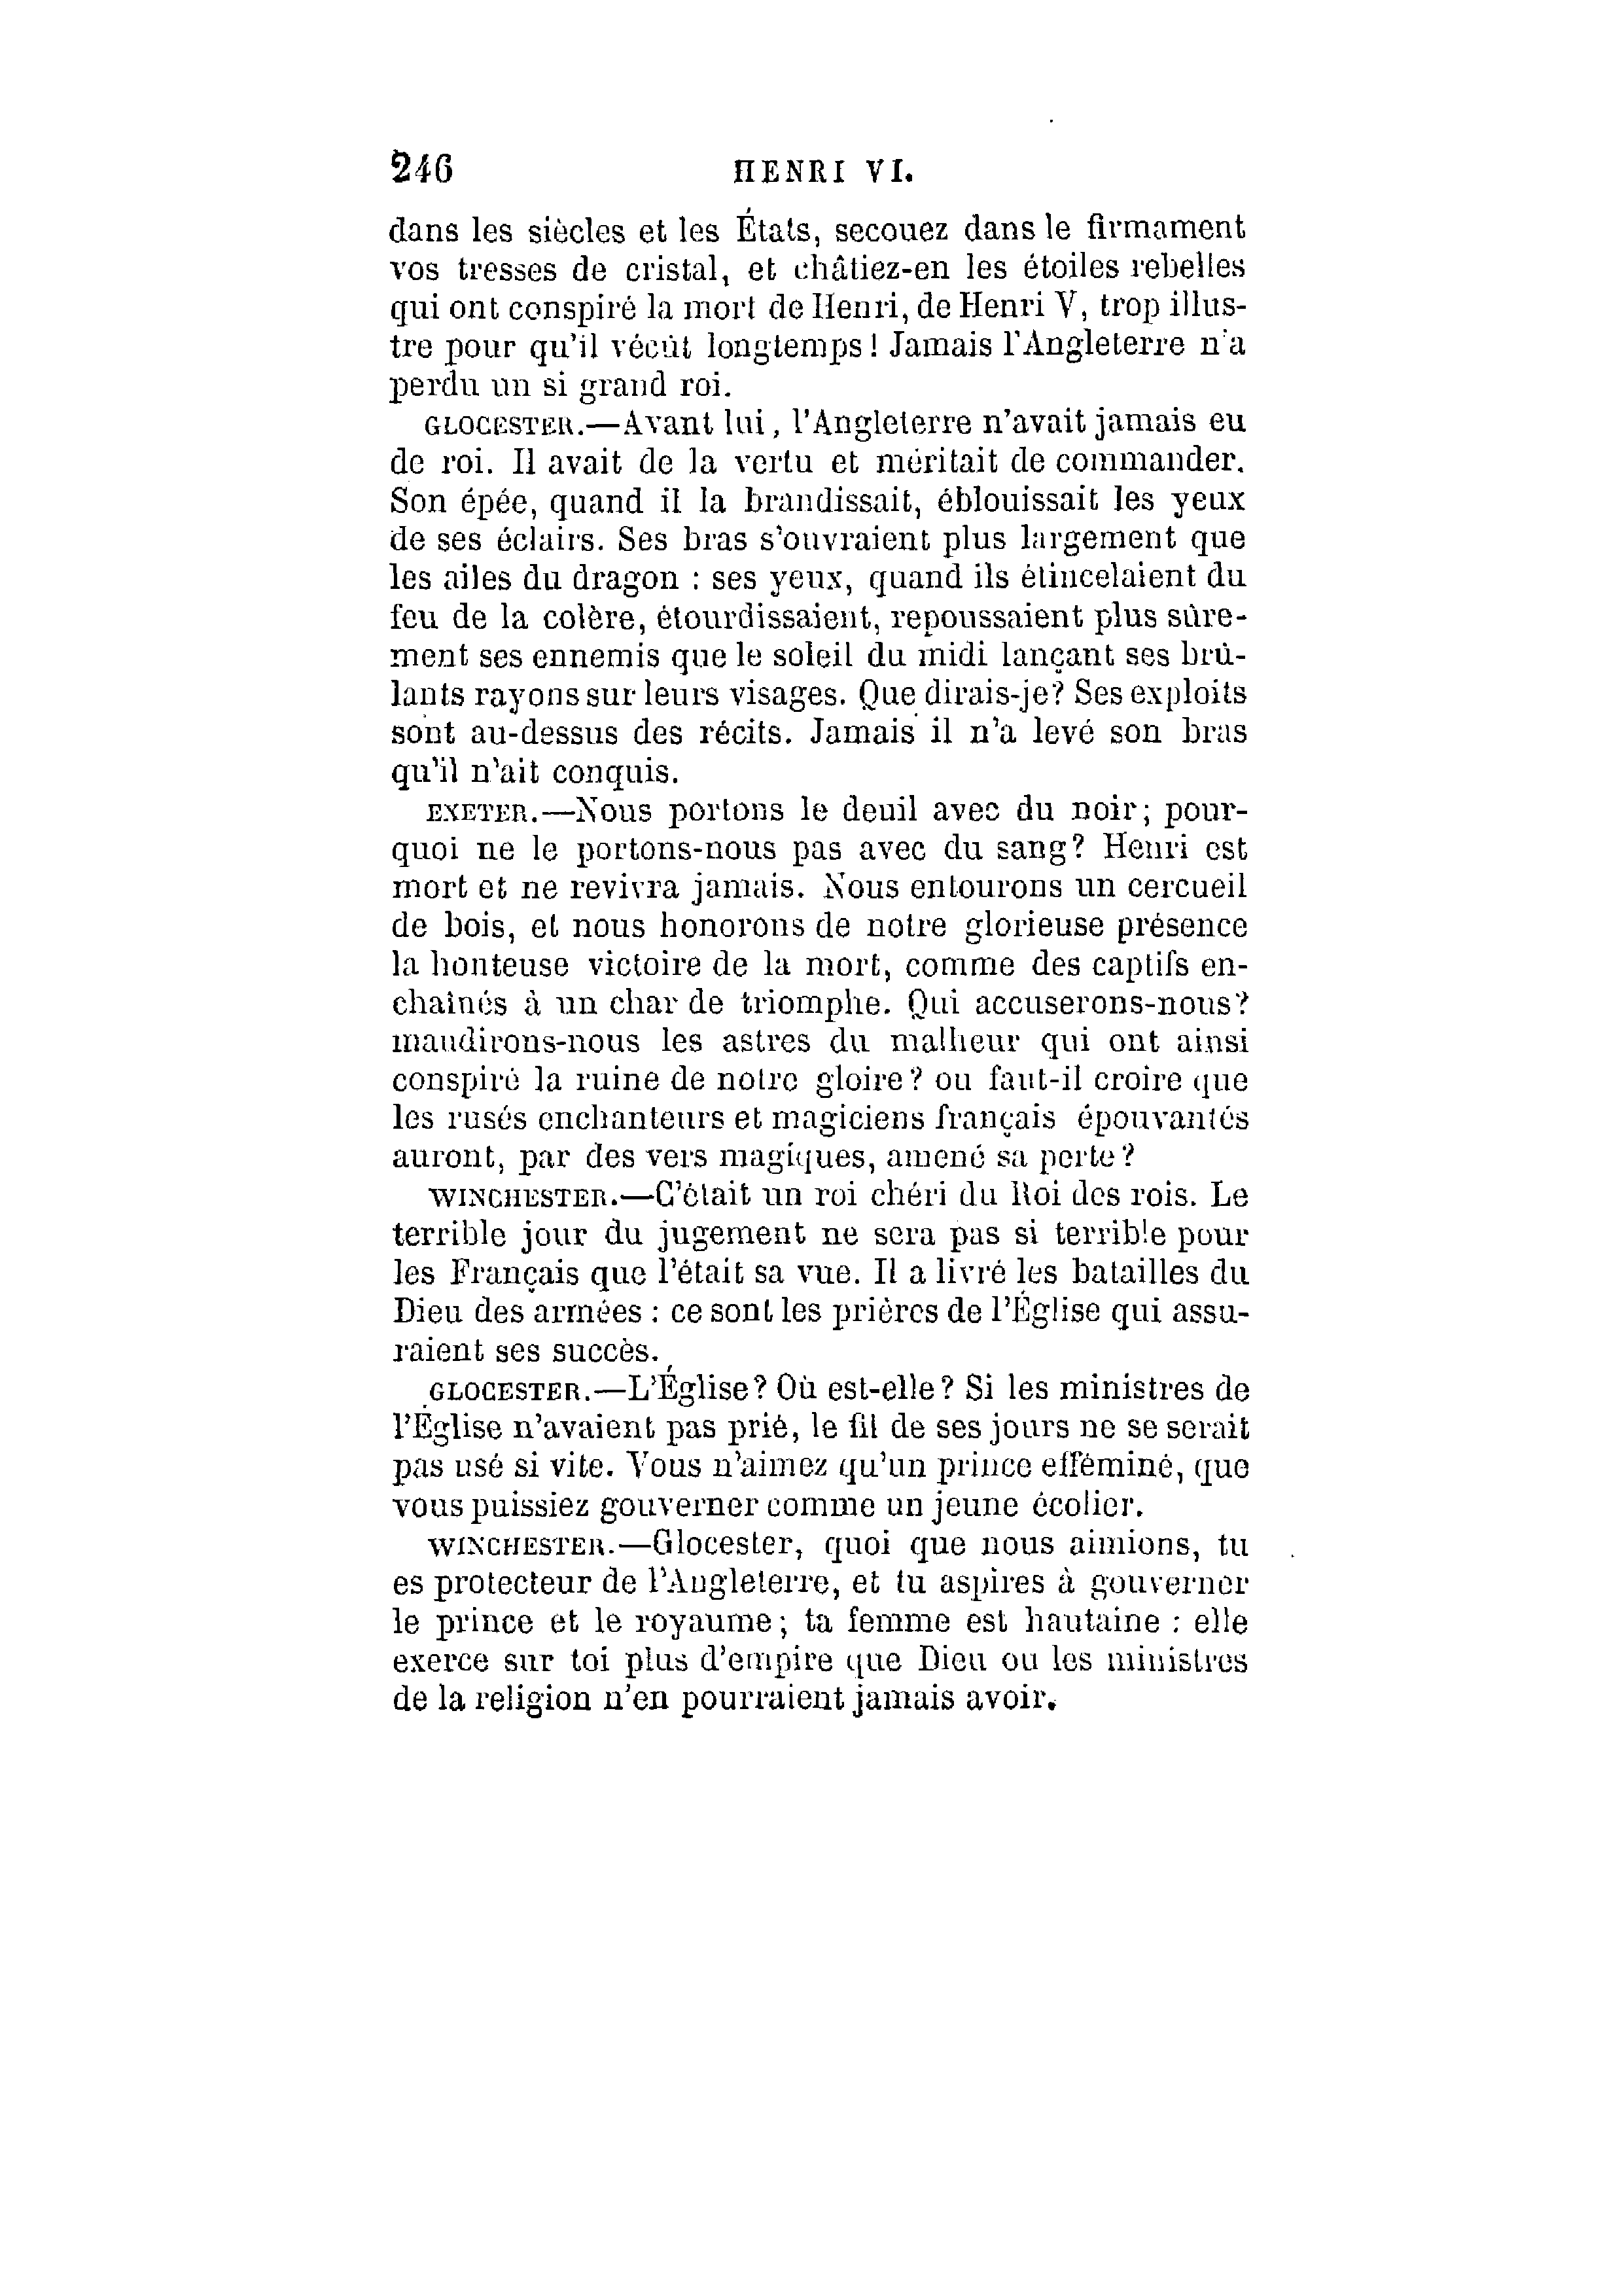 246 HENRI VI.
dans les siècles et les États, secouez dans le firmament
vos tresses de cristal, et châtiez-en les étoiles rebelles
qui ont conspiré la mort de Henri, de Henri V, trop illus-
tre pour qu'il vécût longtemps! Jamais l'Angleterre n'a
perdu un si grand roi.
GLOCESTER.—Avant lui, l'Angleterre n'avait jamais eu
de roi. Il avait de la vertu et méritait de commander.
Son épée, quand il la brandissait, éblouissait les yeux
de ses éclairs. Ses bras s'ouvraient plus largement que
les ailes du dragon : ses yeux, quand ils étincelaient du
feu de la colère, étourdissaient, repoussaient plus sûre-
ment ses ennemis que le soleil du midi lançant ses brû-
lants rayons sur leurs visages. Que dirais-je? Ses exploits
sont au-dessus des récits. Jamais il n'a levé son bras
qu'il n'ait conquis.
EXETER.—Nous portons le deuil avec du noir; pour-
quoi ne le portons-nous pas avec du sang? Henri est
mort et ne revivra jamais. Nous entourons un cercueil
de bois, et nous honorons de notre glorieuse présence
la honteuse victoire de la mort, comme des captifs en-
chaînés à un char de triomphe. Qui accuserons-nous?
maudirons-nous les astres du malheur qui ont ainsi
conspiré la ruine de notre gloire? ou faut-il croire que
les rusés enchanteurs et magiciens français épouvantés
auront, par des vers magiques, amené sa perte?
WINCHESTER.—C'était un roi chéri du Roi des rois. Le
terrible jour du jugement ne sera pas si terrible pour
les Français que l'était sa vue. Il a livré les batailles du
Dieu des armées : ce sont les prières de l'Église qui assu-
raient ses succès.
GLOCESTER.—L'Église? Où est-elle? Si les ministres de
l'Église n'avaient pas prié, le fil de ses jours ne se serait
pas usé si vite. Vous n'aimez qu'un prince efféminé, que
vous puissiez gouverner comme un jeune écolier.
WINCHESTER.—Glocester, quoi que nous aimions, tu
es protecteur de l'Angleterre, et tu aspires à gouverner
le prince et le royaume; ta femme est hautaine : elle
exerce sur toi plus d'empire que Dieu ou les ministres
de la religion n'en pourraient jamais avoir.